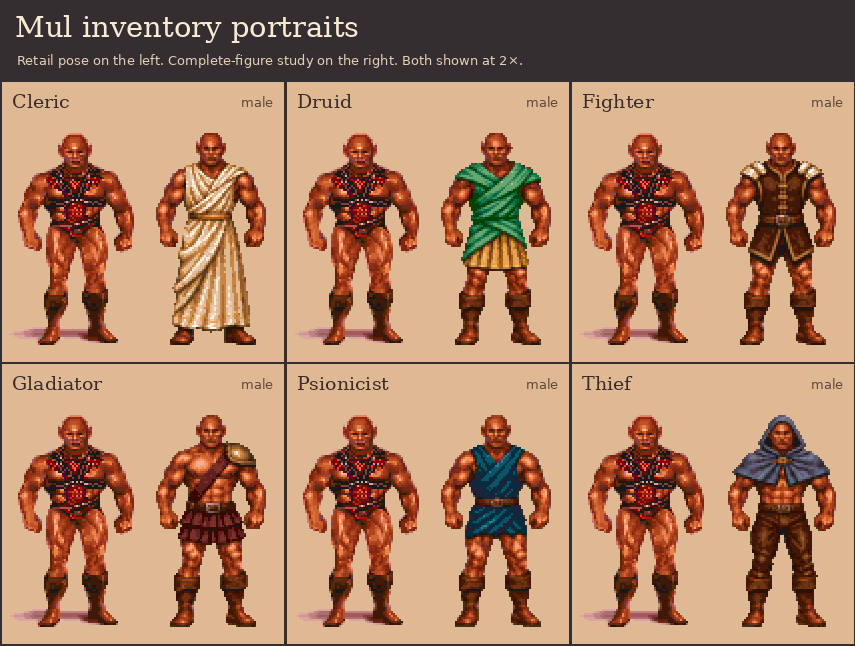 Mul inventory portraits
Retail pose on the left. Complete-figure study on the right. Both shown at 2×.
Cleric male
Druid male
Fighter male
Gladiator male
Psionicist male
Thief male